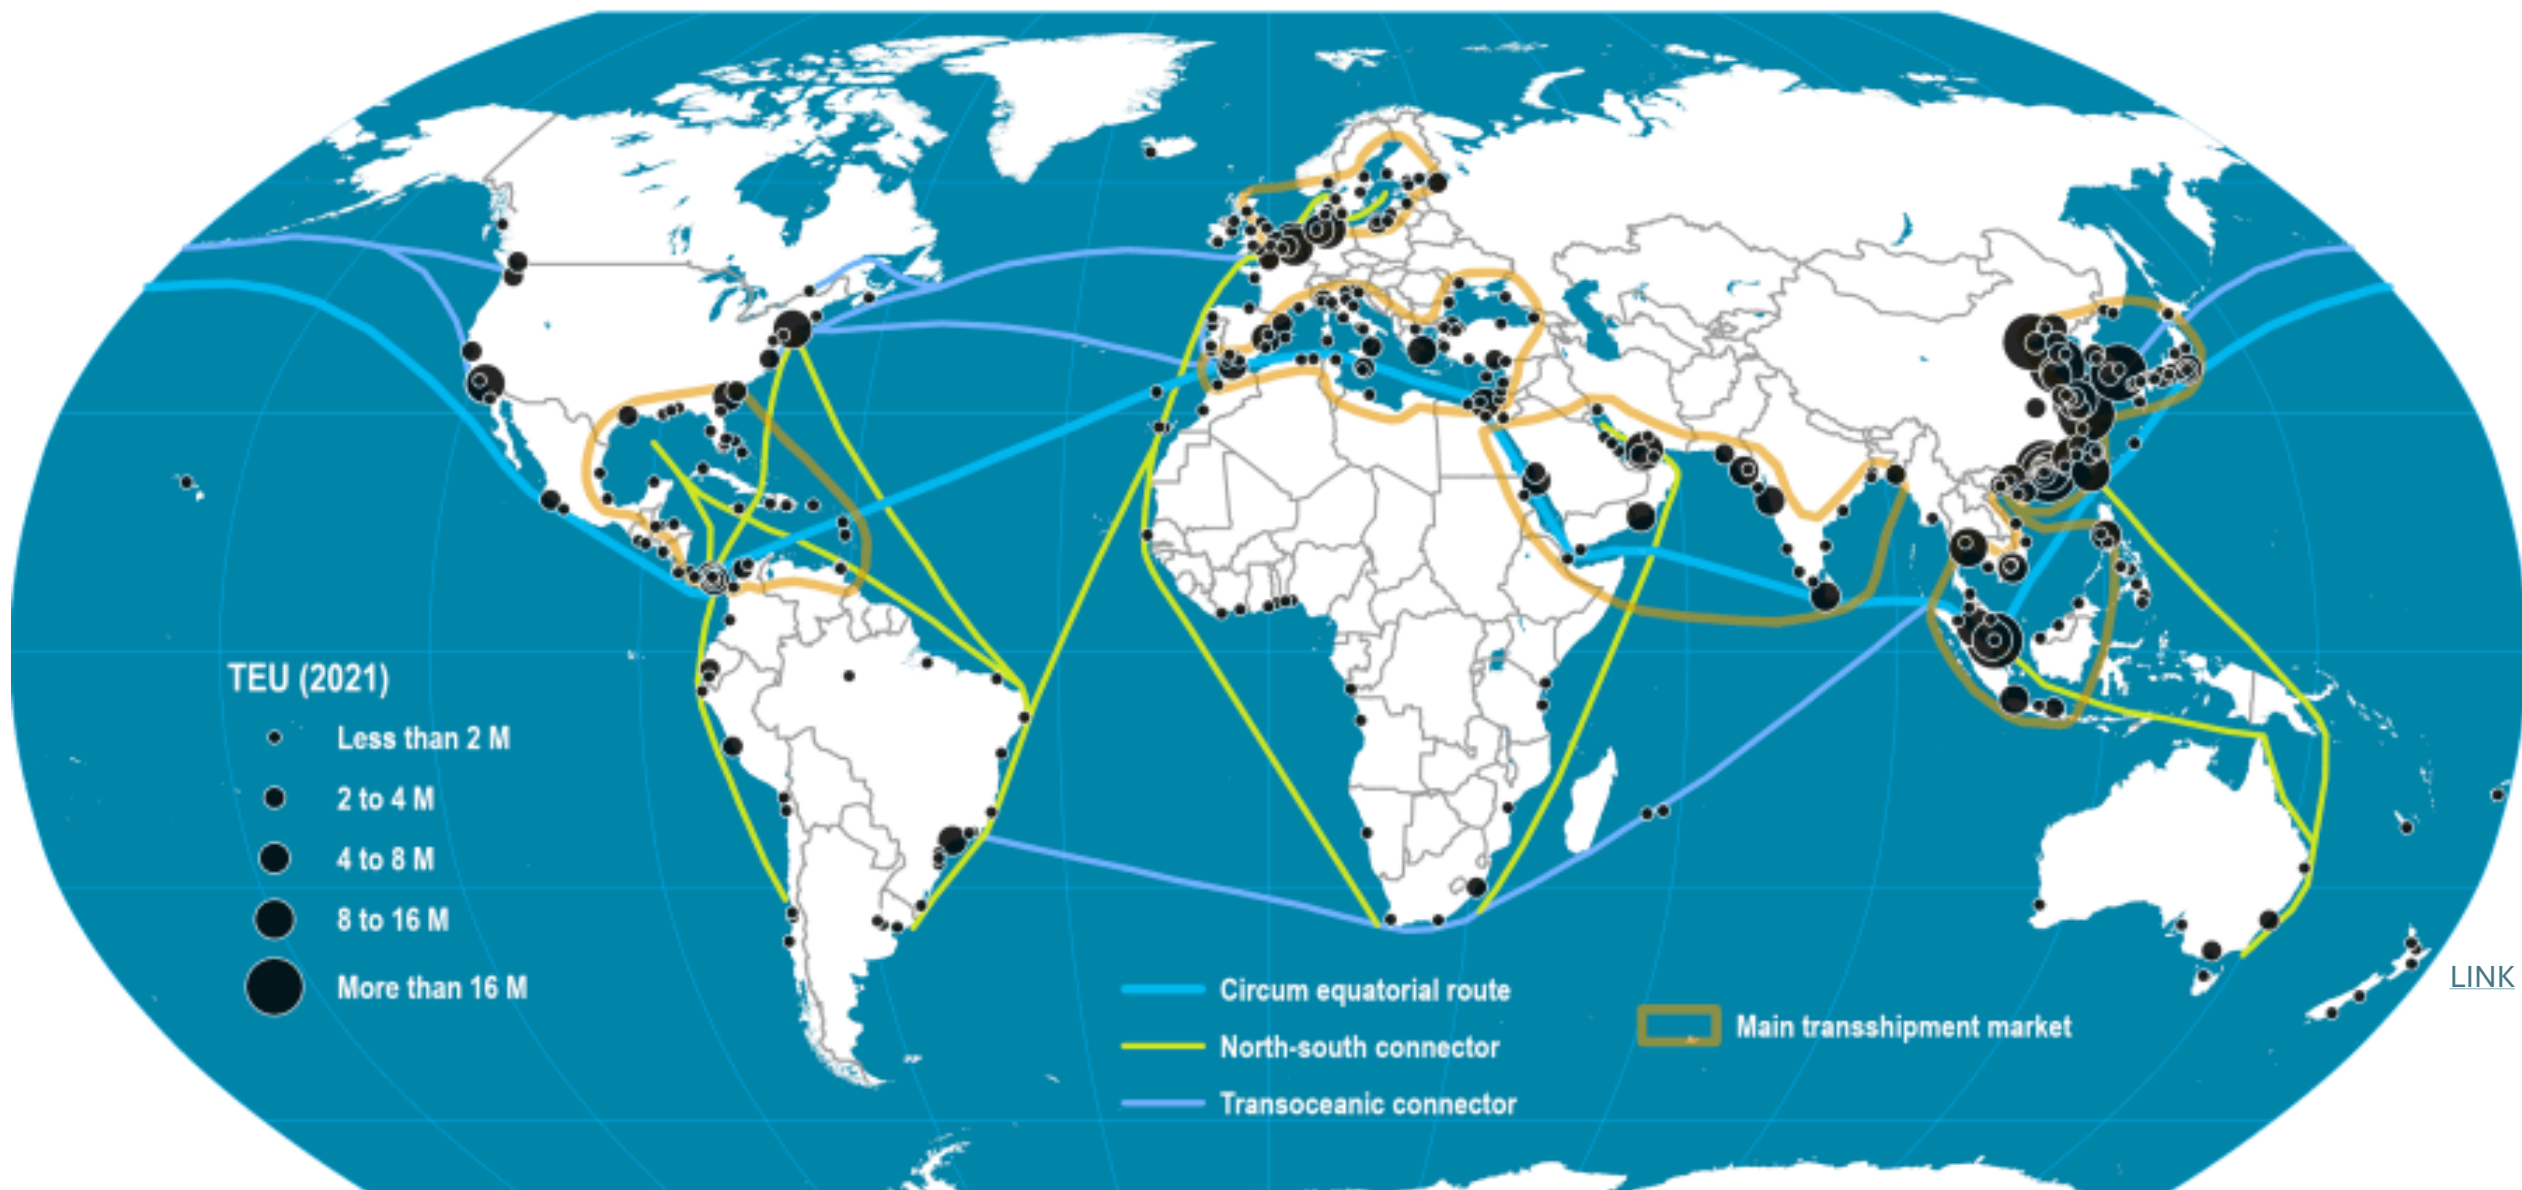 TEU (2021)
Less than 2 M
2 to 4 M
4 to 8 M
8 to 16 M
More than 16 M
Circum equatorial route
North-south connector
Transoceanic connector
Main transshipment market
LINK